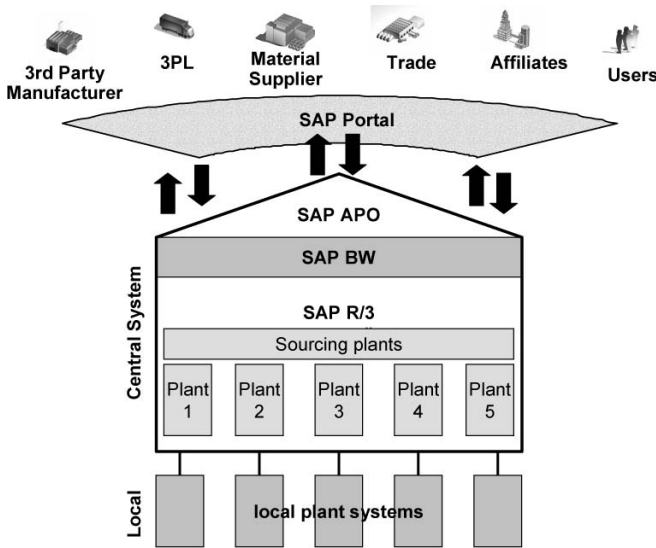 3rd Party
Manufacturer
3PL
Material
Supplier
Trade
Affiliates
Users
SAP Portal
SAP APO
SAP BW
SAP R/3
Sourcing plants
Plant
1
Plant
2
Plant
3
Plant
4
Plant
5
Central System
Local
local plant systems